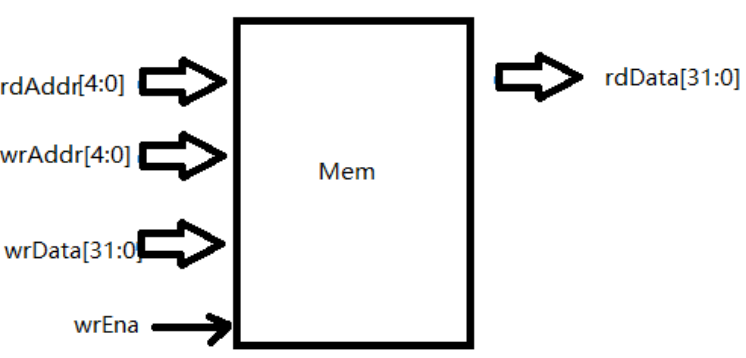 rdAddr[4:0]
wrAddr[4:0]
wrData[31:0]
wrEna
Mem
rdData[31:0]